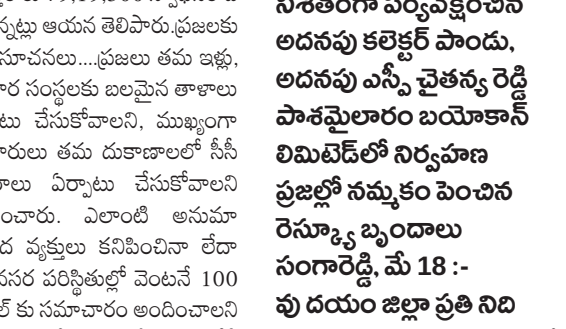 న్నట్లు ఆయన తెలిపారు.ప్రజలకు
సూచనలు....ప్రజలు తమ ఇళ్లు,
ార సంస్థలకు బలమైన తాళాలు
టు చేసుకోవాలని, ముఖ్యంగా
ారులు తమ దుకాణాలలో సీసీ
ాలు ఏర్పాటు చేసుకోవాలని
ంచారు. ఎలాంటి అనుమా
ద వ్యక్తులు కనిపించినా లేదా
వసర పరిస్థితుల్లో వెంటనే 100
ల్ కు సమాచారం అందించాలని
నిశితంగా పర్యవేక్షించిన
అదనపు కలెక్టర్ పాండు,
అదనపు ఎస్పీ చైతన్య రెడ్డి
పాశమైలారం బయోకాన్
లిమిటెడ్‌లో నిర్వహణ
ప్రజల్లో నమ్మకం పెంచిన
రెస్క్యూ బృందాలు
సంగారెడ్డి, మే 18 :-
వు దయం జిల్లా ప్రతి నిది